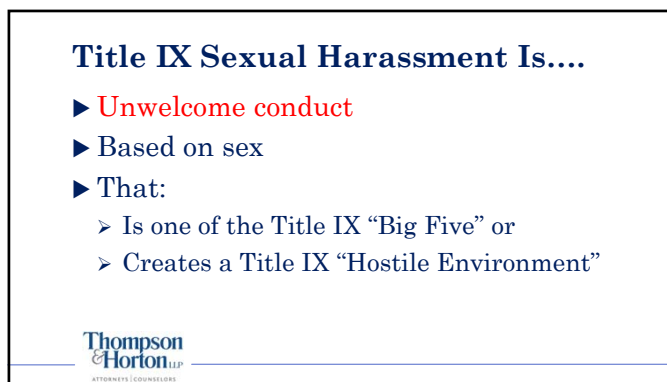 Title IX Sexual Harassment Is....
▶ Unwelcome conduct
▶ Based on sex
▶ That:
➢ Is one of the Title IX “Big Five” or
➢ Creates a Title IX “Hostile Environment”
Thompson
&Horton LLP
ATTORNEYS | COUNSELORS